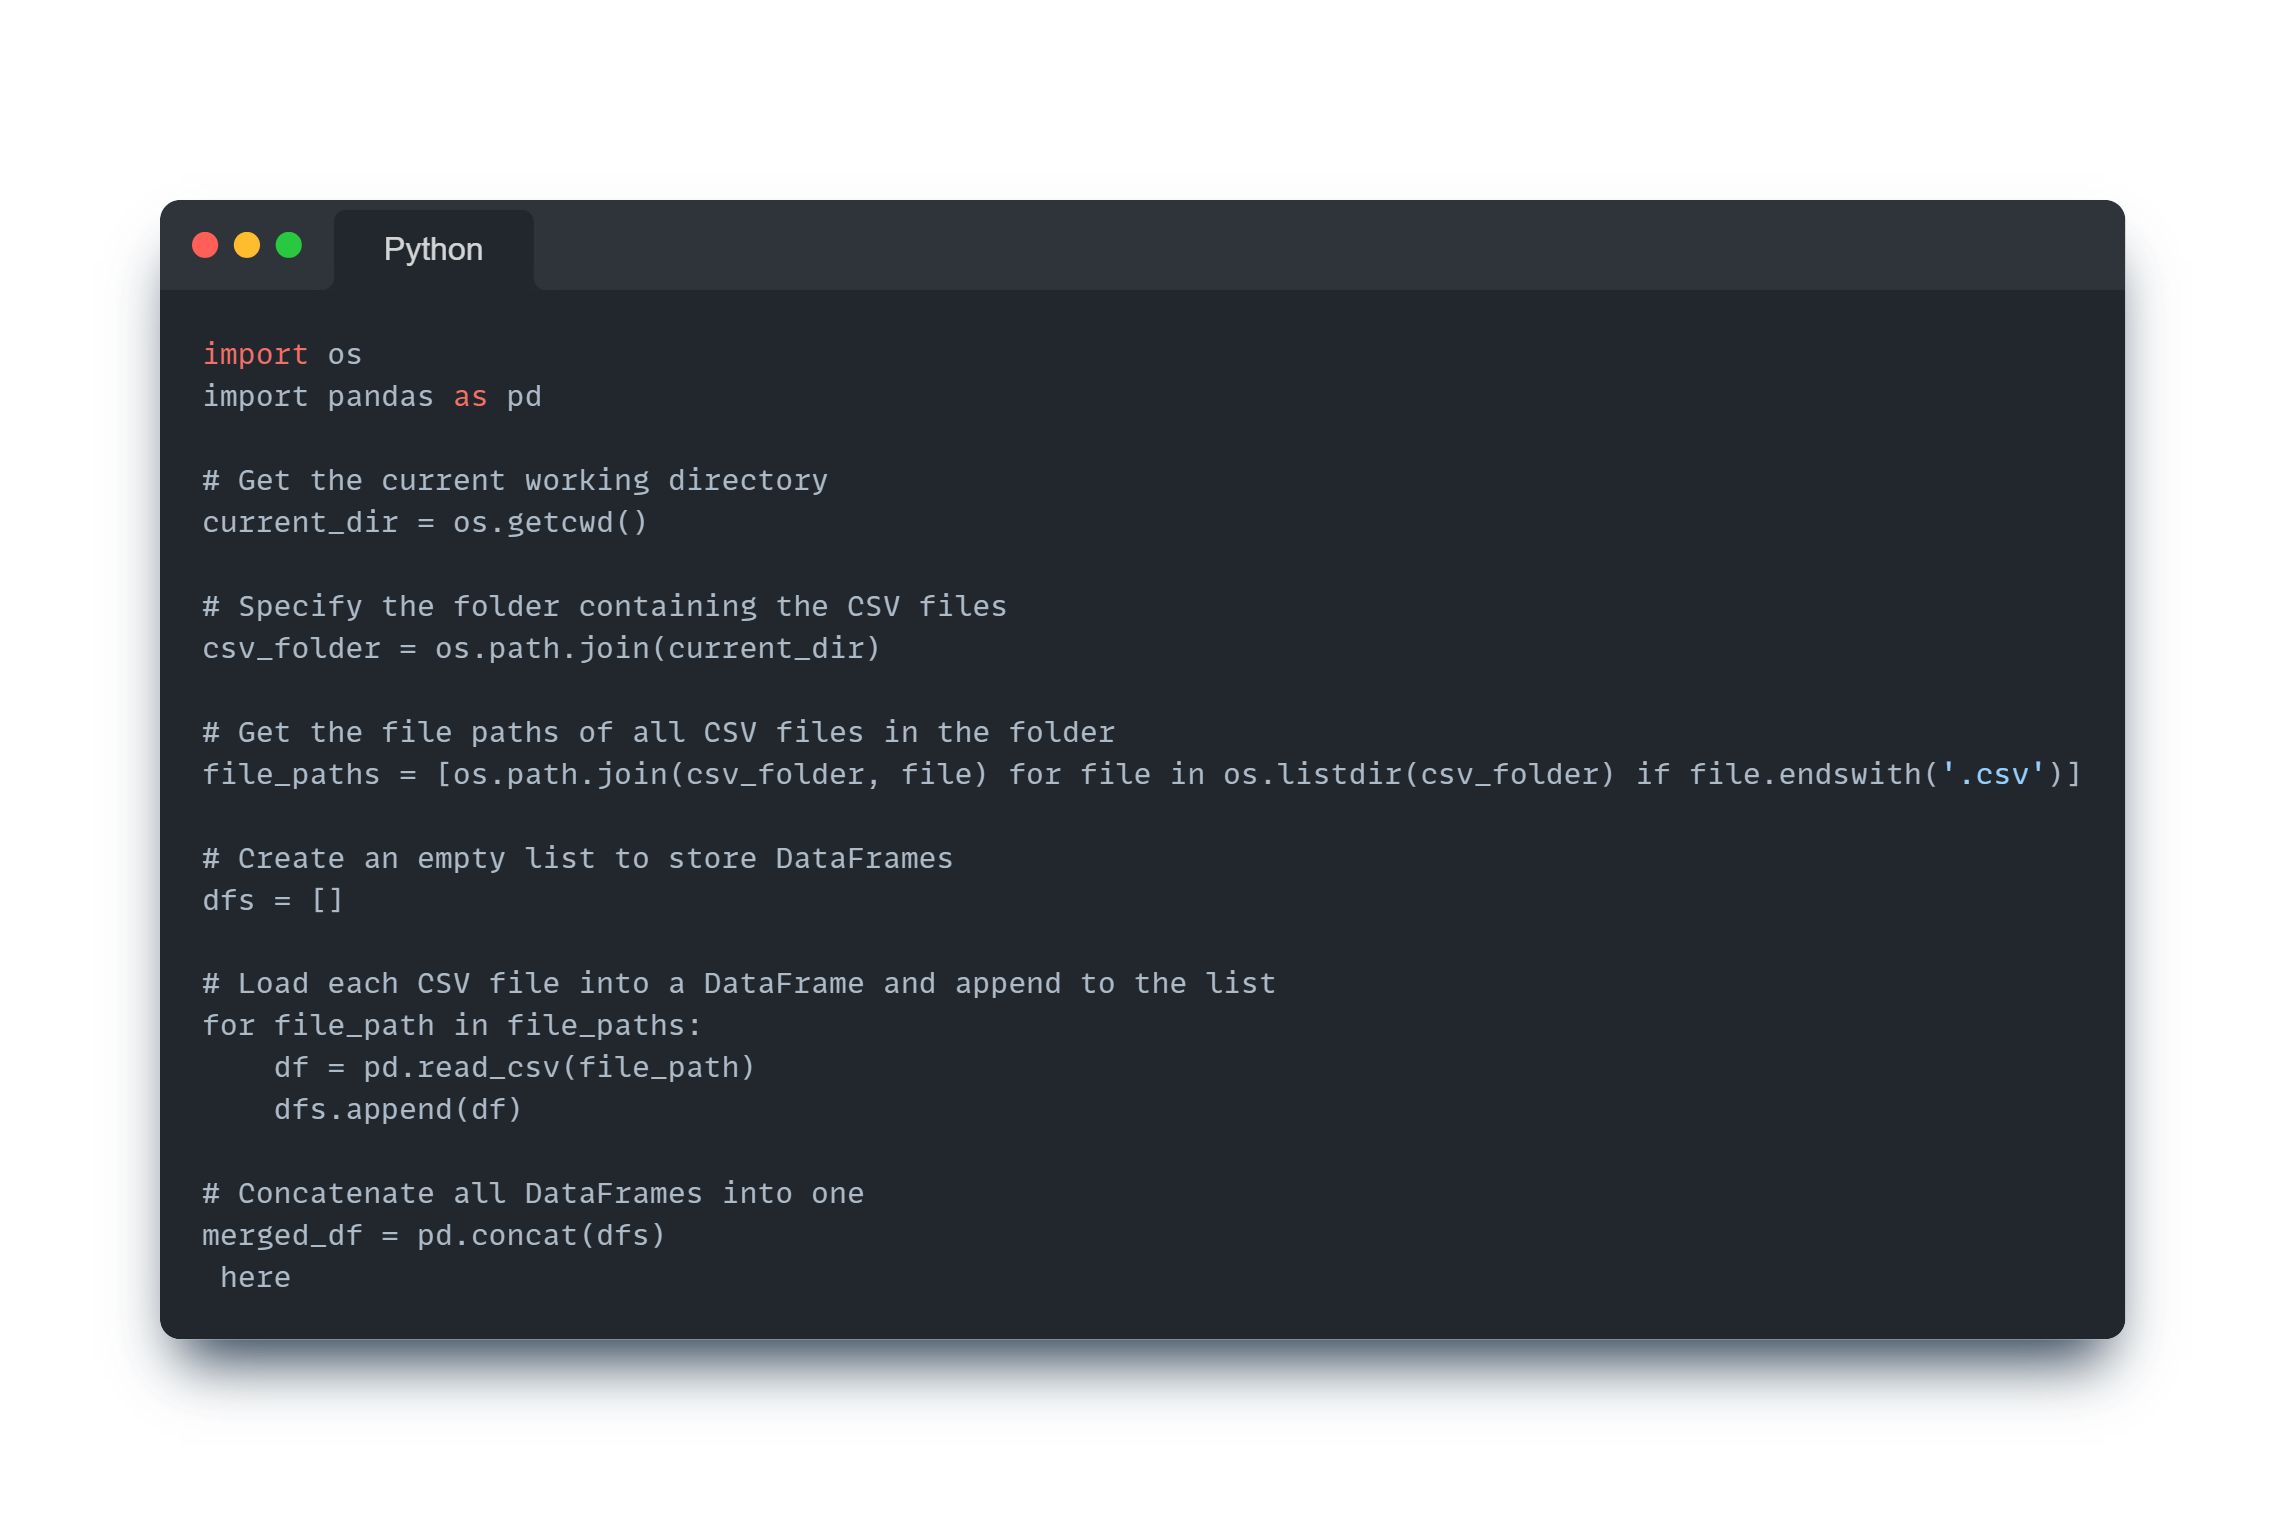 Python
import os
import pandas as pd
# Get the current working directory
current_dir = os.getcwd()
# Specify the folder containing the CSV files
csv_folder = os.path.join(current_dir)
# Get the file paths of all CSV files in the folder
file_paths = [os.path.join(csv_folder, file) for file in os.listdir(csv_folder) if file.endswith('.csv')]
# Create an empty list to store DataFrames
dfs = []
# Load each CSV file into a DataFrame and append to the list
for file_path in file_paths:
    df = pd.read_csv(file_path)
    dfs.append(df)
# Concatenate all DataFrames into one
merged_df = pd.concat(dfs)
 here